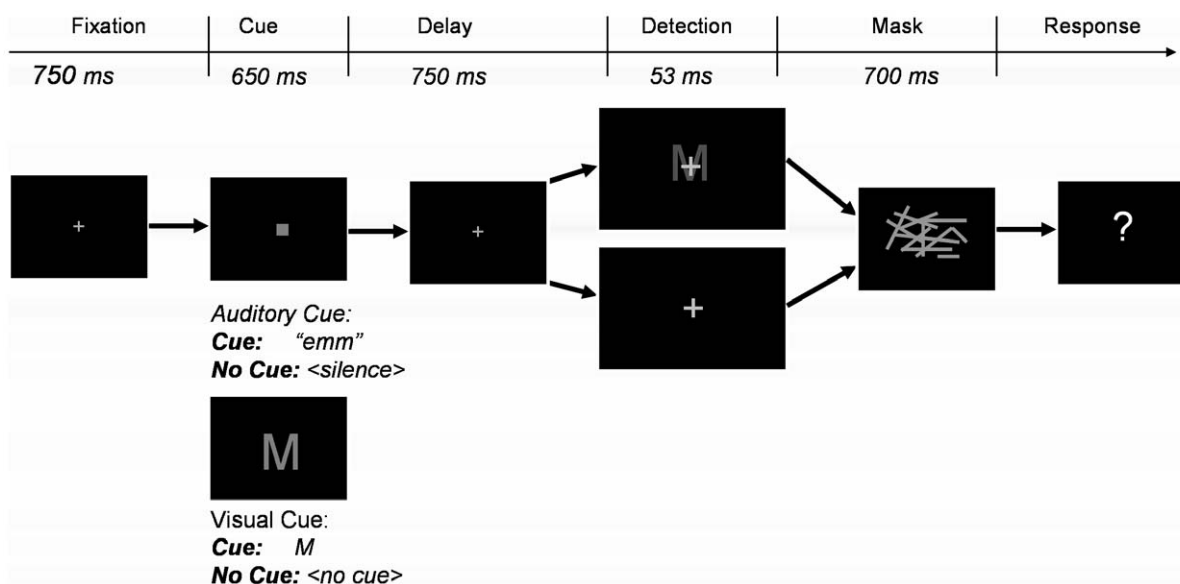 Fixation Cue Delay Detection Mask Response
750 ms 650 ms 750 ms 53 ms 700 ms
M
?
Auditory Cue:
Cue: “emm”
No Cue: <silence>
M
Visual Cue:
Cue: M
No Cue: <no cue>